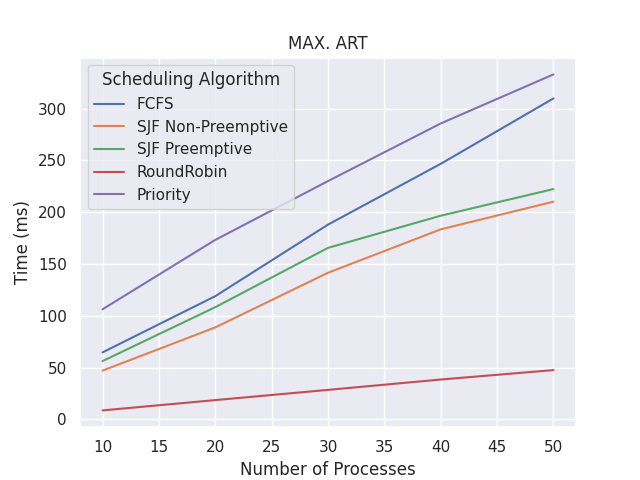 MAX. ART
Scheduling Algorithm
FCFS
SJF Non-Preemptive
SJF Preemptive
RoundRobin
Priority
Time (ms)
300
250
200
150
100
50
0
10 15 20 25 30 35 40 45 50
Number of Processes